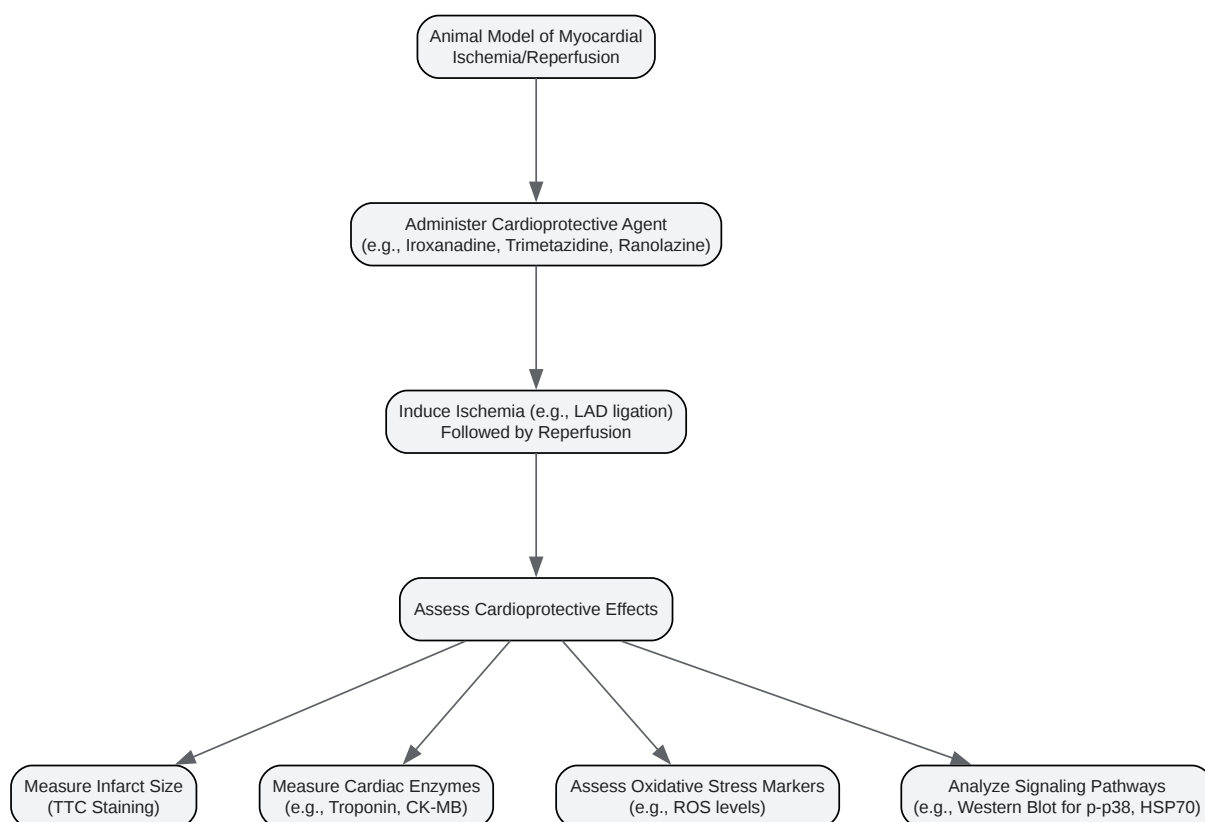 Animal Model of Myocardial
Ischemia/Reperfusion
Administer Cardioprotective Agent
(e.g., Iroxanadine, Trimetazidine, Ranolazine)
Induce Ischemia (e.g., LAD ligation)
Followed by Reperfusion
Assess Cardioprotective Effects
Measure Infarct Size
(TTC Staining)
Measure Cardiac Enzymes
(e.g., Troponin, CK-MB)
Assess Oxidative Stress Markers
(e.g., ROS levels)
Analyze Signaling Pathways
(e.g., Western Blot for p-p38, HSP70)